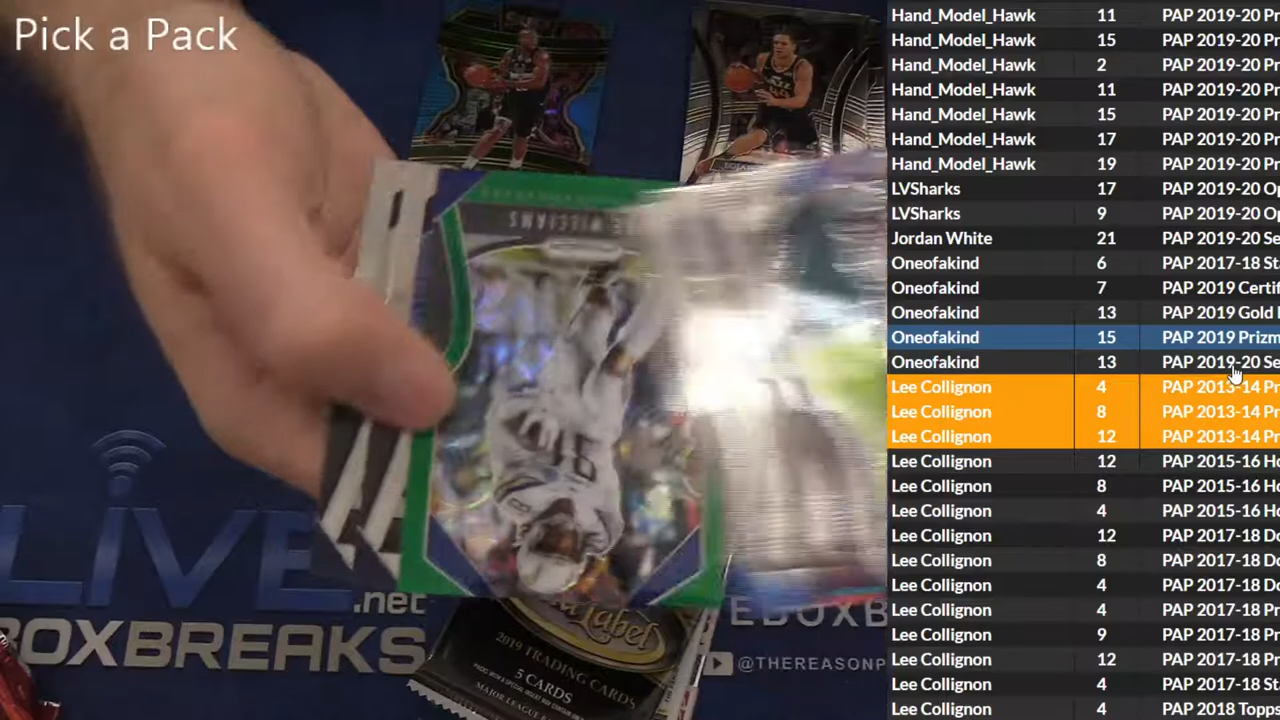 Pick a Pack
WILLIAMS
LIVE
.net
BOXBREAKS
EBOXB
@THEREASONP
Label
2019 TRADING CARDS
5 CARDS
Hand_Model_Hawk 11 PAP 2019-20 Pr
Hand_Model_Hawk 15 PAP 2019-20 Pr
Hand_Model_Hawk 2 PAP 2019-20 Pr
Hand_Model_Hawk 11 PAP 2019-20 Pr
Hand_Model_Hawk 15 PAP 2019-20 Pr
Hand_Model_Hawk 17 PAP 2019-20 Pr
Hand_Model_Hawk 19 PAP 2019-20 Pr
LVSharks 17 PAP 2019-20 Op
LVSharks 9 PAP 2019-20 Op
Jordan White 21 PAP 2019-20 Se
Oneofakind 6 PAP 2017-18 St
Oneofakind 7 PAP 2019 Certif
Oneofakind 13 PAP 2019 Gold
Oneofakind 15 PAP 2019 Prizm
Oneofakind 13 PAP 2019-20 Se
Lee Collignon 4 PAP 2013-14 Pr
Lee Collignon 8 PAP 2013-14 Pr
Lee Collignon 12 PAP 2013-14 Pr
Lee Collignon 12 PAP 2015-16 Ho
Lee Collignon 8 PAP 2015-16 Ho
Lee Collignon 4 PAP 2015-16 Ho
Lee Collignon 12 PAP 2017-18 Do
Lee Collignon 8 PAP 2017-18 Do
Lee Collignon 4 PAP 2017-18 Do
Lee Collignon 4 PAP 2017-18 Pr
Lee Collignon 9 PAP 2017-18 Pr
Lee Collignon 12 PAP 2017-18 Pr
Lee Collignon 4 PAP 2017-18 St
Lee Collignon 4 PAP 2018 Topps